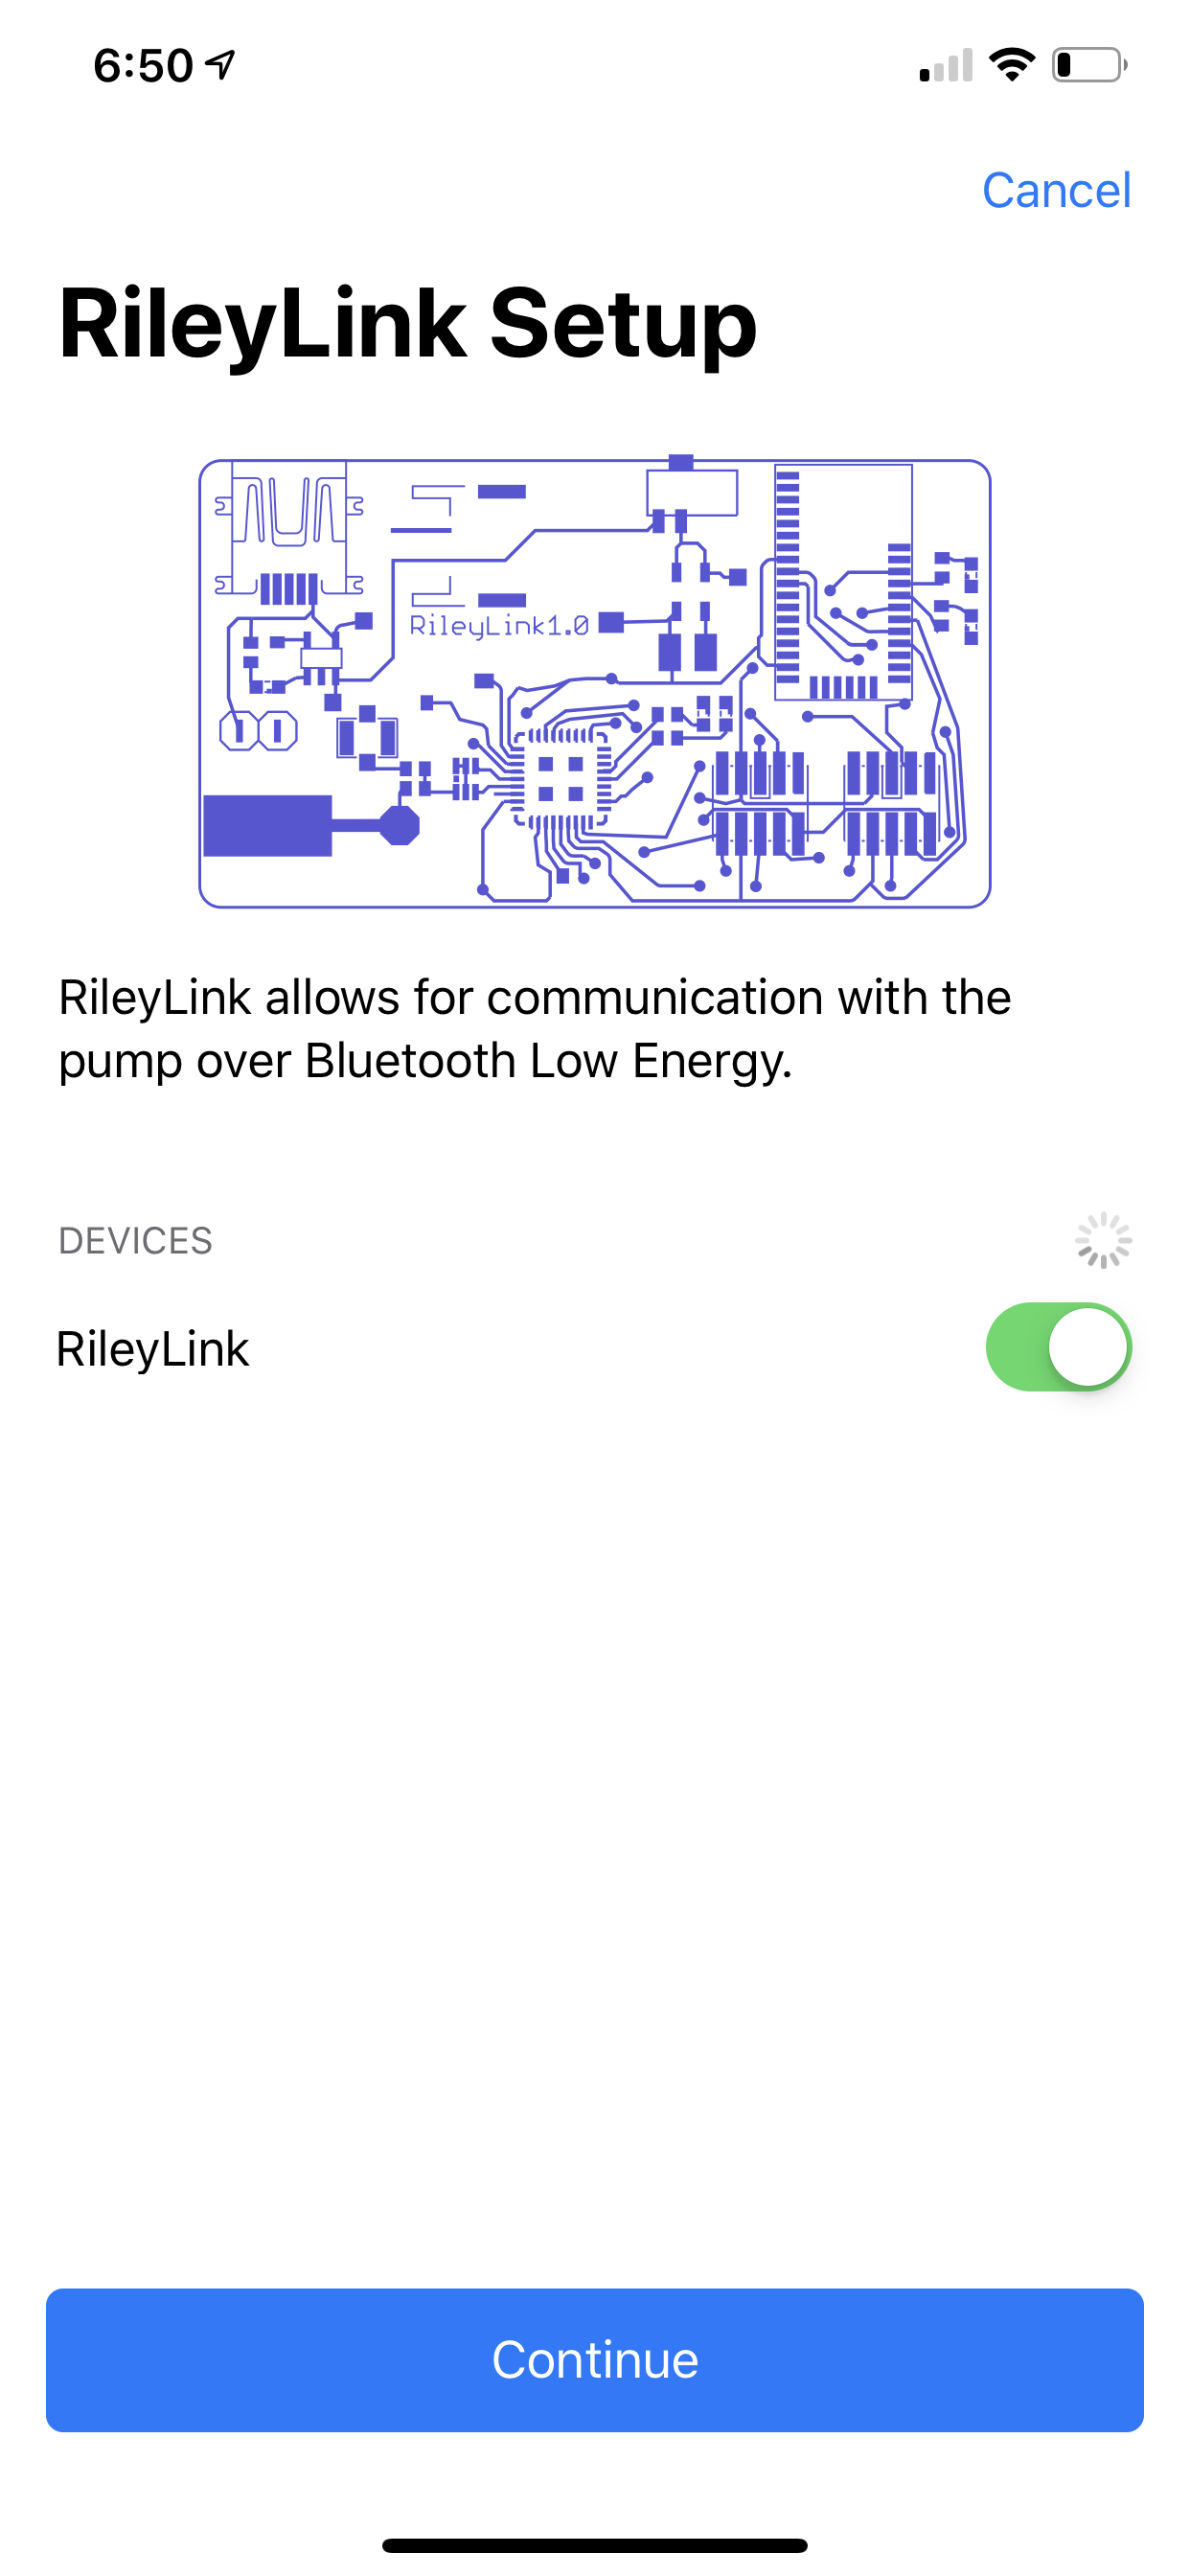 6:50
Cancel
RileyLink Setup
RileyLink1.0
RileyLink allows for communication with the
pump over Bluetooth Low Energy.
DEVICES
RileyLink
Continue